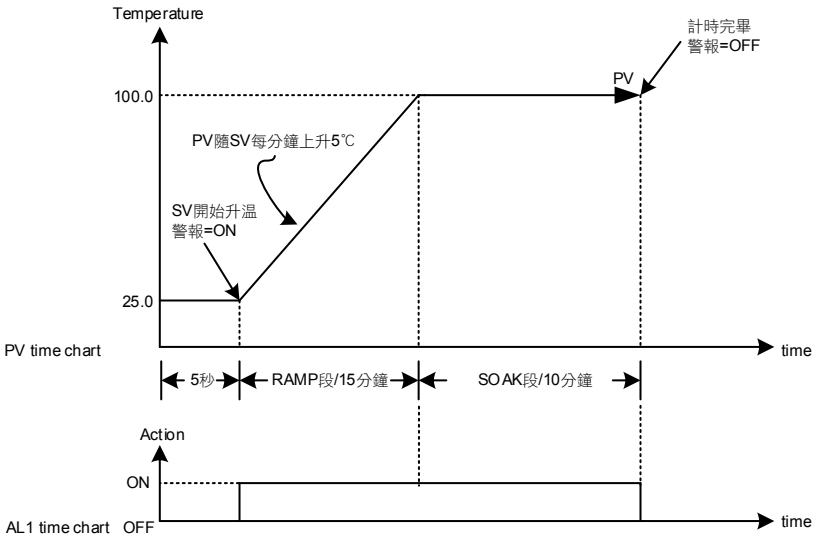 Temperature
計時完畢
警報=OFF
PV
100.0
PV隨SV每分鐘上升5℃
SV開始升温
警報=ON
25.0
PV time chart
time
5秒
RAMP段/15分鐘
SOAK段/10分鐘
Action
ON
AL1 time chart
OFF
time